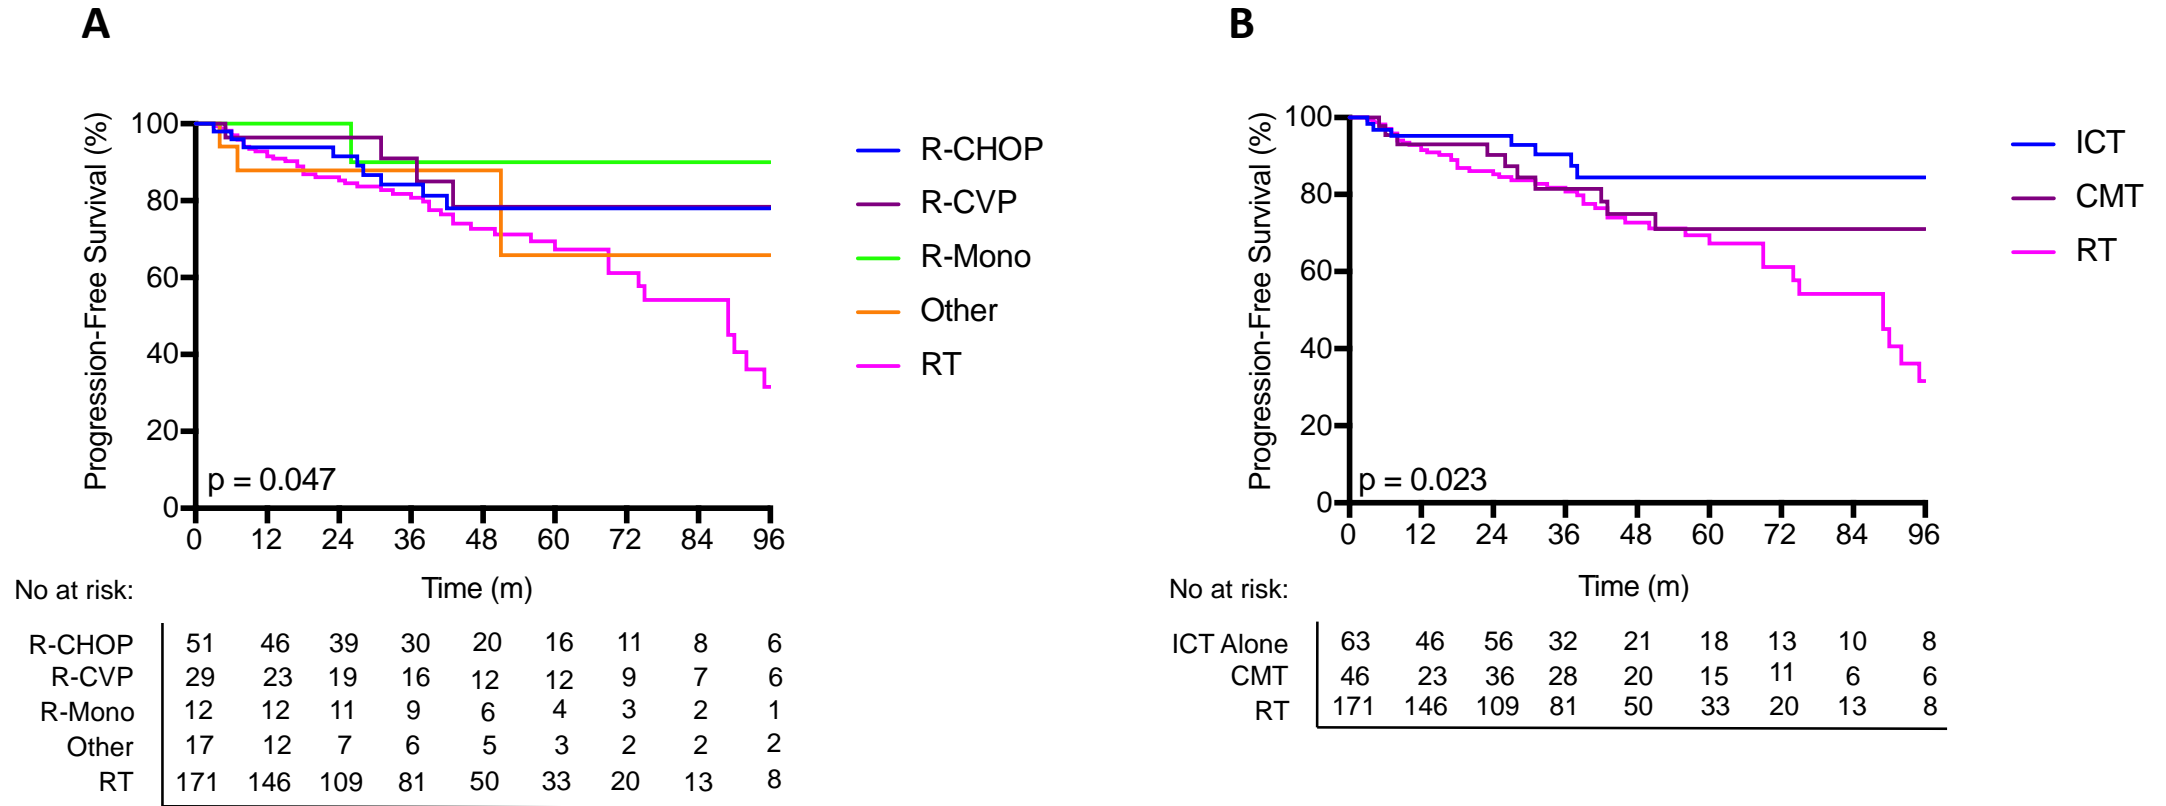 A
Progression-Free Survival (%)
100
80
60
40
20
0
p = 0.047
0 12 24 36 48 60 72 84 96
Time (m)
R-CHOP
R-CVP
R-Mono
Other
RT
No at risk:
R-CHOP 51 46 39 30 20 16 11 8 6
R-CVP 29 23 19 16 12 12 9 7 6
R-Mono 12 12 11 9 6 4 3 2 1
Other 17 12 7 6 5 3 2 2 2
RT 171 146 109 81 50 33 20 13 8
B
Progression-Free Survival (%)
100
80
60
40
20
0
p = 0.023
0 12 24 36 48 60 72 84 96
Time (m)
ICT
CMT
RT
No at risk:
ICT Alone 63 46 56 32 21 18 13 10 8
CMT 46 23 36 28 20 15 11 6 6
RT 171 146 109 81 50 33 20 13 8